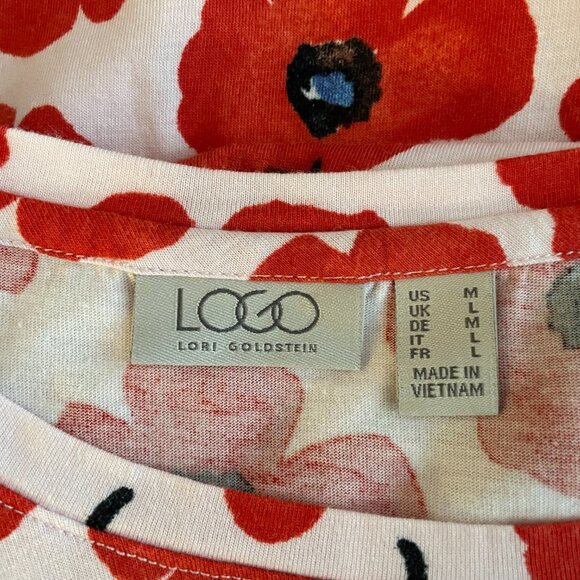 LOGO
LORI GOLDSTEIN
US M
UK L
DE M
IT L
FR L
MADE IN
VIETNAM